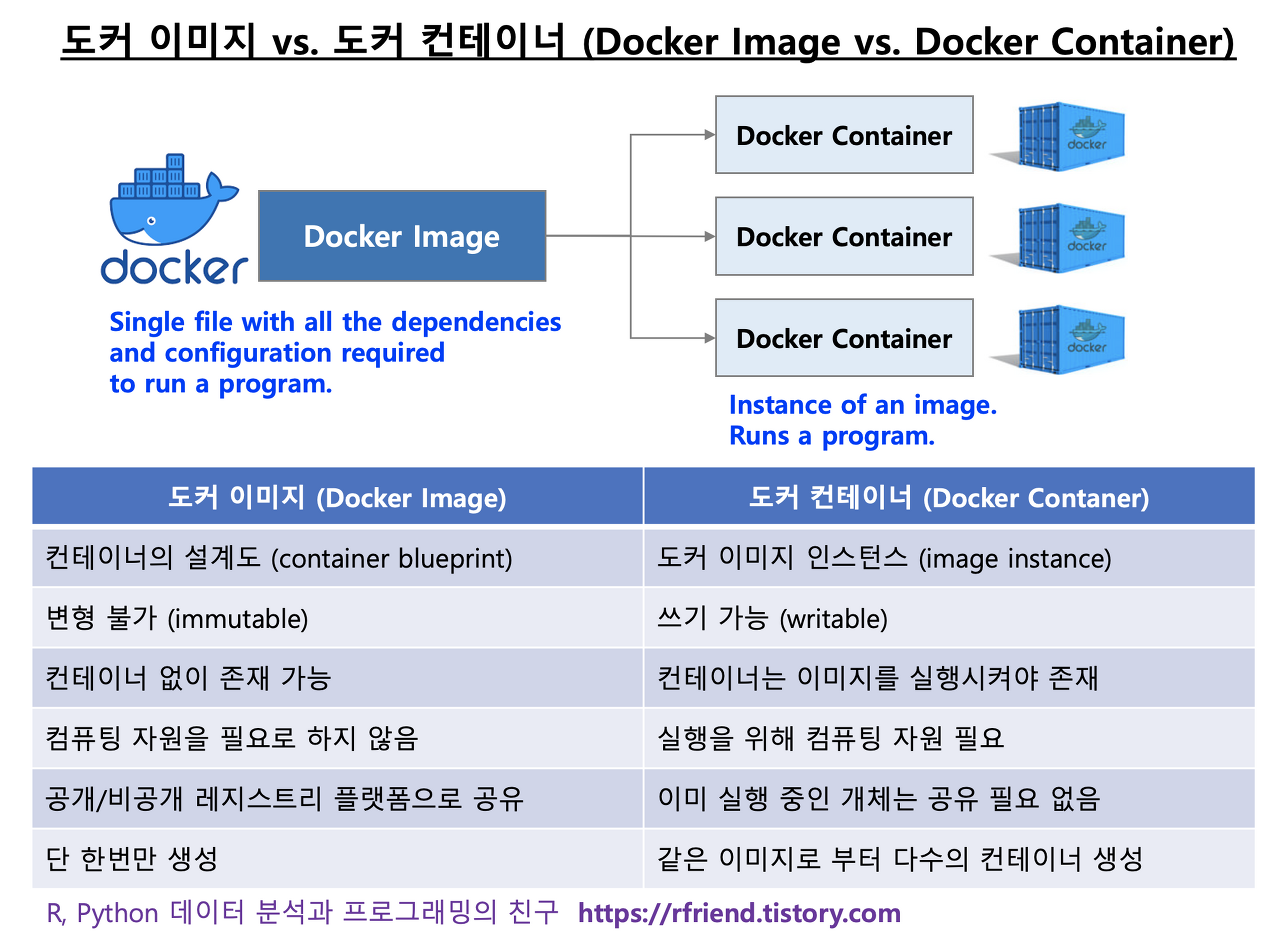 도커 이미지 vs. 도커 컨테이너 (Docker Image vs. Docker Container)
docker
Docker Image
Single file with all the dependencies
and configuration required
to run a program.
Docker Container
docker
Docker Container
docker
Docker Container
docker
Instance of an image.
Runs a program.
도커 이미지 (Docker Image)
도커 컨테이너 (Docker Contaner)
컨테이너의 설계도 (container blueprint)
도커 이미지 인스턴스 (image instance)
변형 불가 (immutable)
쓰기 가능 (writable)
컨테이너 없이 존재 가능
컨테이너는 이미지를 실행시켜야 존재
컴퓨팅 자원을 필요로 하지 않음
실행을 위해 컴퓨팅 자원 필요
공개/비공개 레지스트리 플랫폼으로 공유
이미 실행 중인 개체는 공유 필요 없음
단 한번만 생성
같은 이미지로 부터 다수의 컨테이너 생성
R, Python 데이터 분석과 프로그래밍의 친구 https://rfriend.tistory.com